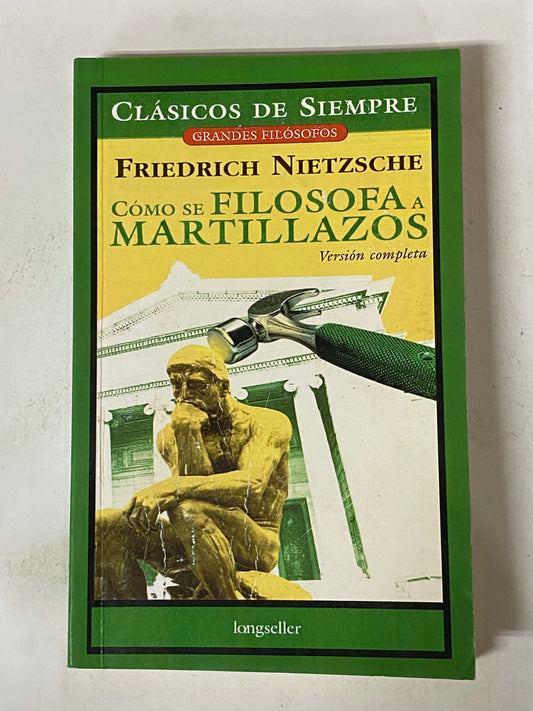 CLÁSICOS DE SIEMPRE
GRANDES FILÓSOFOS
FRIEDRICH NIETZSCHE
CÓMO SE FILOSOFA A
MARTILLAZOS
Versión completa
longseller